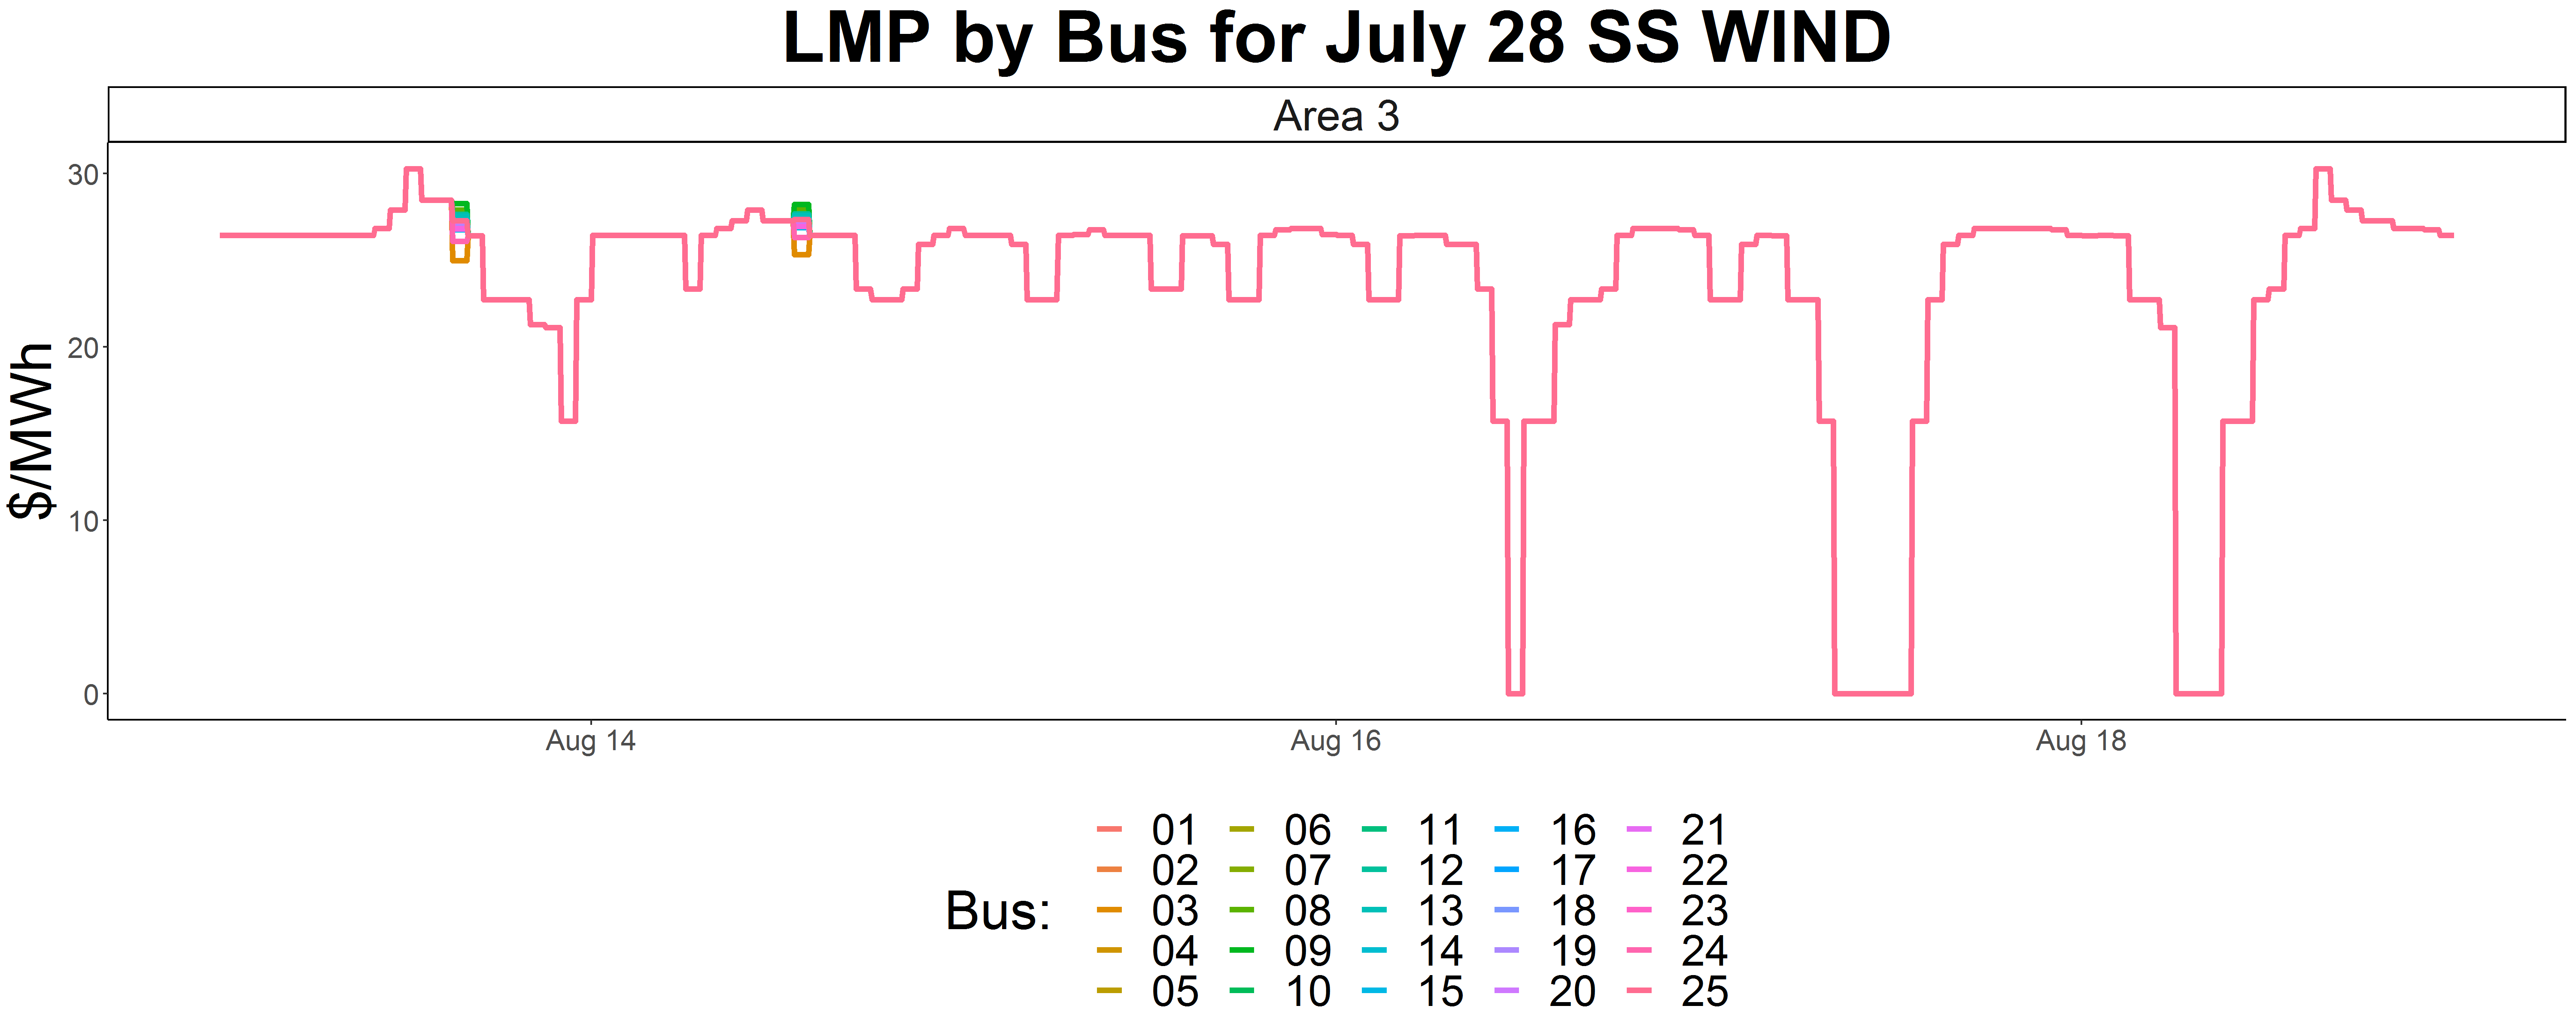 LMP by Bus for July 28 SS WIND
Area 3
$/MWh
30
20
10
0
Aug 14 Aug 16 Aug 18
Bus:
01 06 11 16 21
02 07 12 17 22
03 08 13 18 23
04 09 14 19 24
05 10 15 20 25